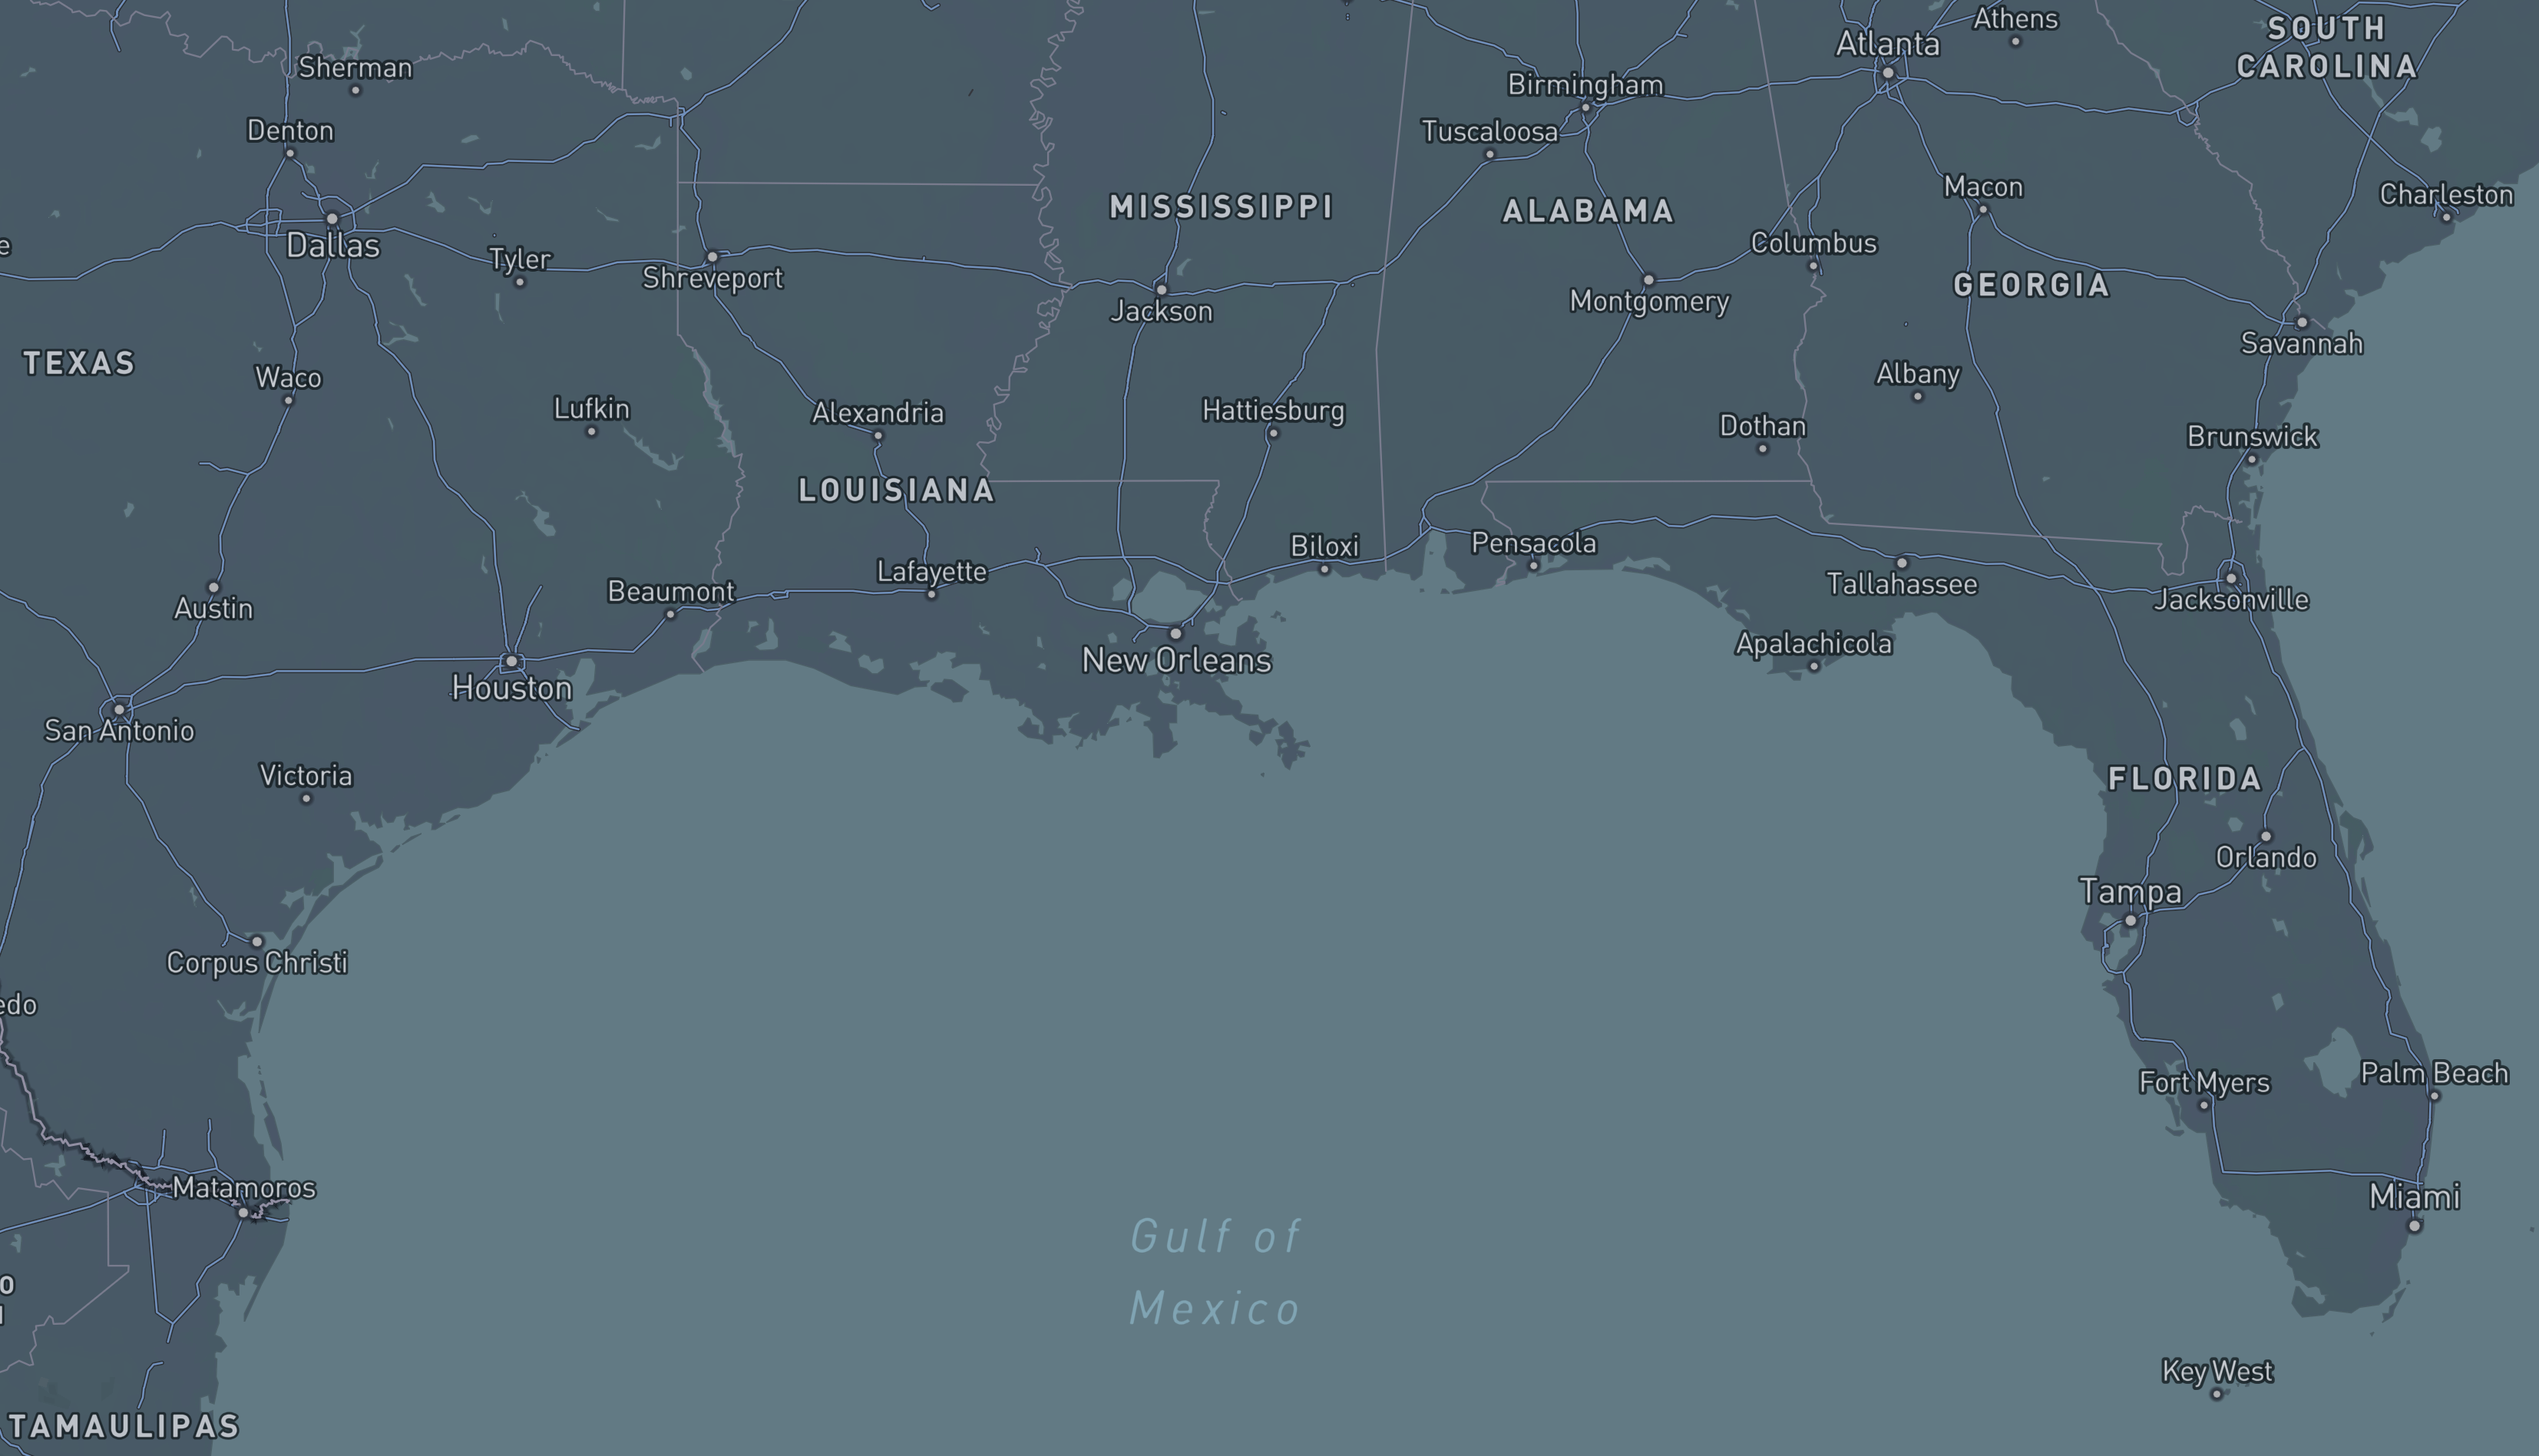 Athens
SOUTH
CAROLINA
Atlanta
Sherman
Birmingham
Denton
Tuscaloosa
Macon
Charleston
MISSISSIPPI
ALABAMA
Dallas
Columbus
Tyler
Shreveport
GEORGIA
Montgomery
Jackson
Savannah
TEXAS
Waco
Albany
Lufkin
Alexandria
Hattiesburg
Dothan
Brunswick
LOUISIANA
Biloxi
Pensacola
Lafayette
Tallahassee
Beaumont
Jacksonville
Austin
Apalachicola
New Orleans
Houston
San Antonio
Victoria
FLORIDA
Orlando
Tampa
Corpus Christi
edo
Palm Beach
Fort Myers
Matamoros
Miami
Gulf of
Mexico
Key West
TAMAULIPAS